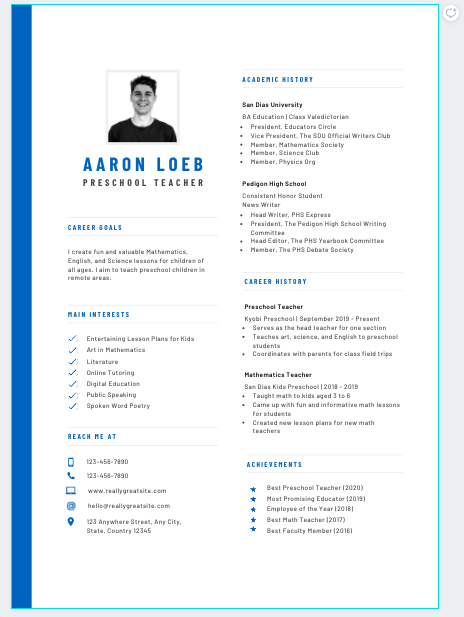 AARON LOEB
PRESCHOOL TEACHER
CAREER GOALS
I create fun and valuable Mathematics,
English, and Science lessons for children of
all ages. I aim to teach preschool children in
remote areas.
MAIN INTERESTS
Entertaining Lesson Plans for Kids
Art in Mathematics
Literature
Online Tutoring
Digital Education
Public Speaking
Spoken Word Poetry
REACH ME AT
123-456-7890
123-456-7890
www.reallygreatsite.com
hello@reallygreatsite.com
123 Anywhere Street, Any City,
State, Country 12345
ACADEMIC HISTORY
San Dias University
BA Education | Class Valedictorian
• President, Educators Circle
• Vice President, The SDU Official Writers Club
• Member, Mathematics Society
• Member, Science Club
• Member, Physics Org
Pedigon High School
Consistent Honor Student
News Writer
• Head Writer, PHS Express
• President, The Pedigon High School Writing
Committee
• Head Editor, The PHS Yearbook Committee
• Member, The PHS Debate Society
CAREER HISTORY
Preschool Teacher
Kyobi Preschool | September 2019 - Present
• Serves as the head teacher for one section
• Teaches art, science, and English to preschool
students
• Coordinates with parents for class field trips
Mathematics Teacher
San Dias Kids Preschool | 2018 - 2019
• Taught math to kids aged 3 to 6
• Came up with fun and informative math lessons
for students
• Created new lesson plans for new math
teachers
ACHIEVEMENTS
Best Preschool Teacher (2020)
Most Promising Educator (2019)
Employee of the Year (2018)
Best Math Teacher (2017)
Best Faculty Member (2016)